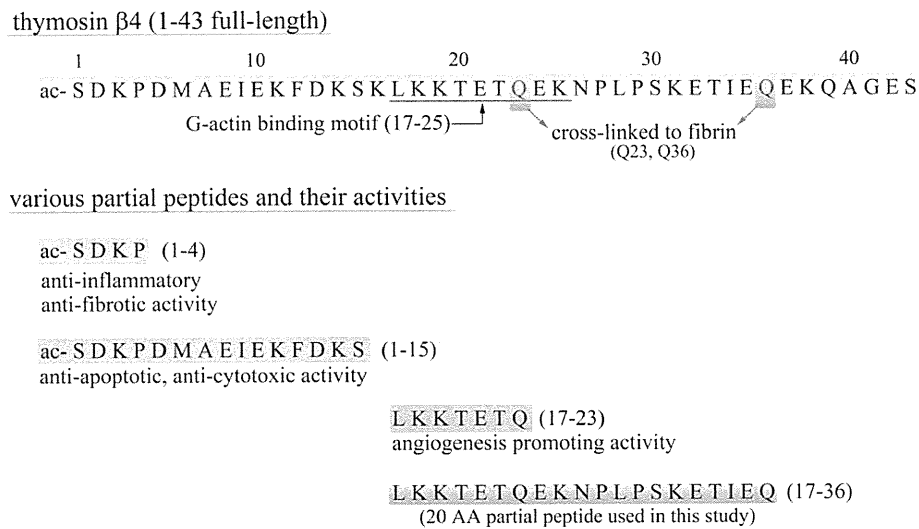 thymosin β4 (1-43 full-length)
1 10 20 30 40
ac- S D K P D M A E I E K F D K S K L K K T E T Q E K N P L P S K E T I E Q E K Q A G E S
G-actin binding motif (17-25)
cross-linked to fibrin
(Q23, Q36)
various partial peptides and their activities
ac- S D K P (1-4)
anti-inflammatory
anti-fibrotic activity
ac- S D K P D M A E I E K F D K S (1-15)
anti-apoptotic, anti-cytotoxic activity
L K K T E T Q (17-23)
angiogenesis promoting activity
L K K T E T Q E K N P L P S K E T I E Q (17-36)
(20 AA partial peptide used in this study)